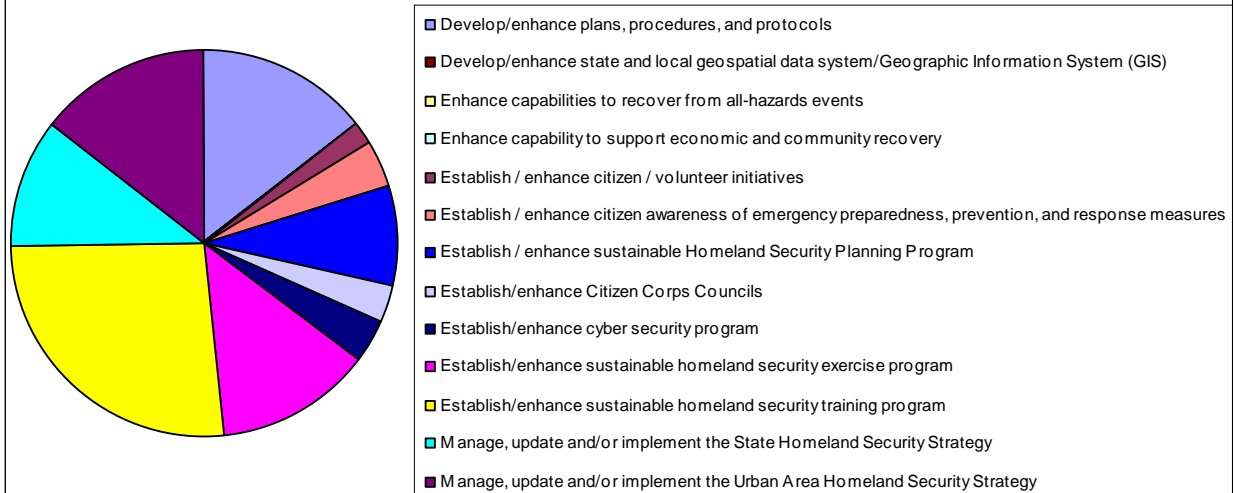 Develop/enhance plans, procedures, and protocols
Develop/enhance state and local geospatial data system/Geographic Information System (GIS)
Enhance capabilities to recover from all-hazards events
Enhance capability to support economic and community recovery
Establish / enhance citizen / volunteer initiatives
Establish / enhance citizen awareness of emergency preparedness, prevention, and response measures
Establish / enhance sustainable Homeland Security Planning Program
Establish/enhance Citizen Corps Councils
Establish/enhance cyber security program
Establish/enhance sustainable homeland security exercise program
Establish/enhance sustainable homeland security training program
Manage, update and/or implement the State Homeland Security Strategy
Manage, update and/or implement the Urban Area Homeland Security Strategy